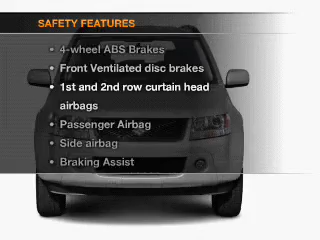 SAFETY FEATURES
• 4-wheel ABS Brakes
• Front Ventilated disc brakes
• 1st and 2nd row curtain head
airbags
• Passenger Airbag
• Side airbag
• Braking Assist